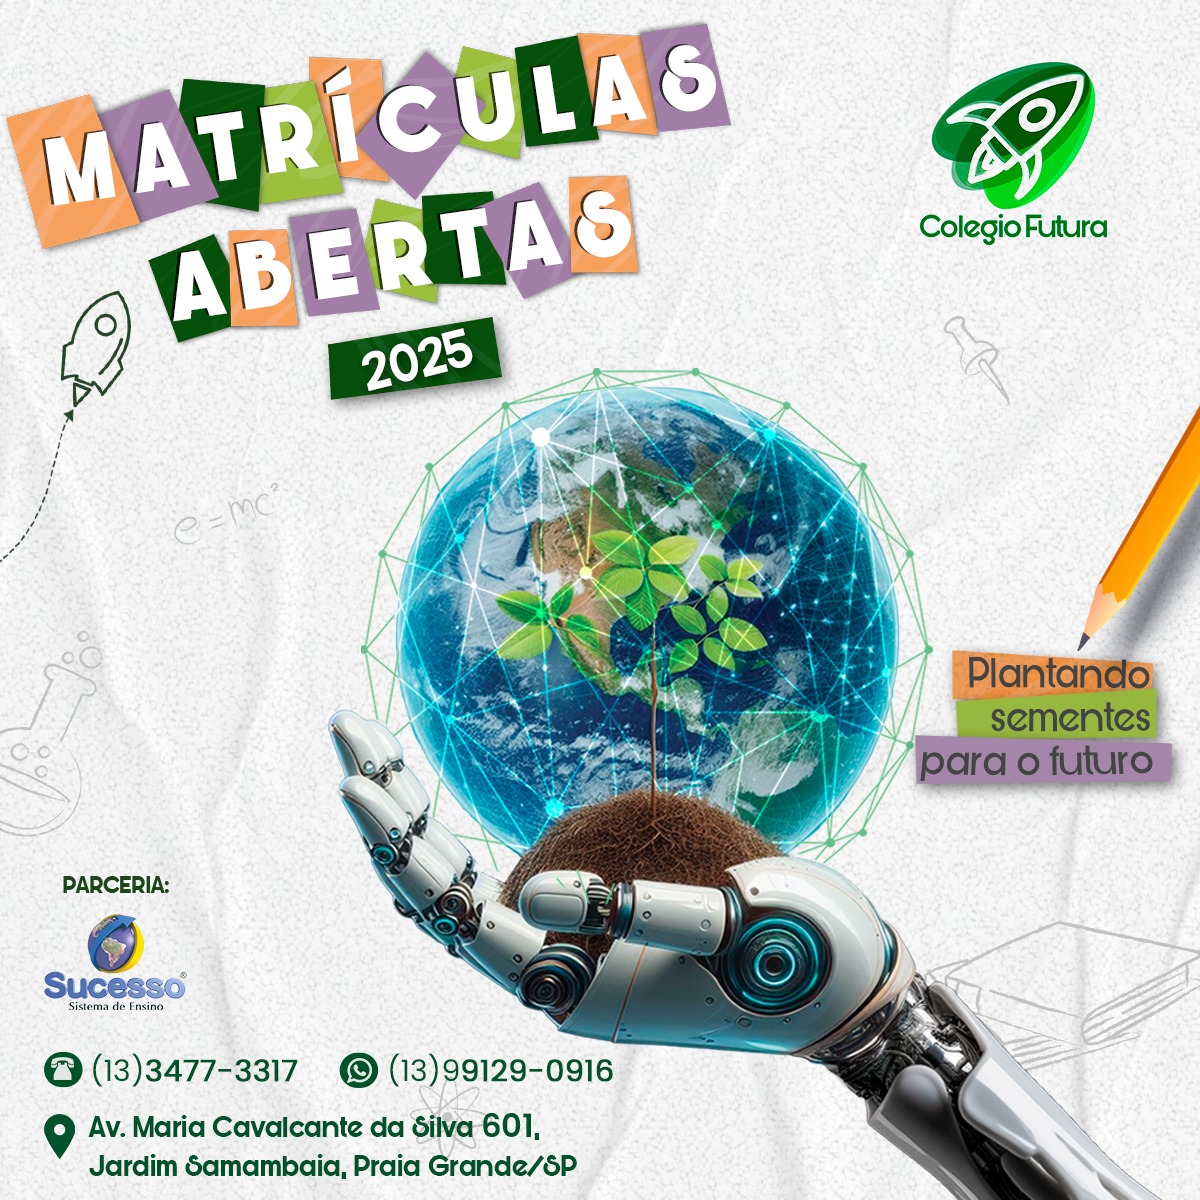 MATRÍCULAS
ABERTAS
2025
Colegio Futura
e=mc²
Plantando
sementes
para o futuro
PARCERIA:
Sucesso®
Sistema de Ensino
(13)3477-3317
(13)99129-0916
Av. Maria Cavalcante da Silva 601,
Jardim Samambaia, Praia Grande/SP